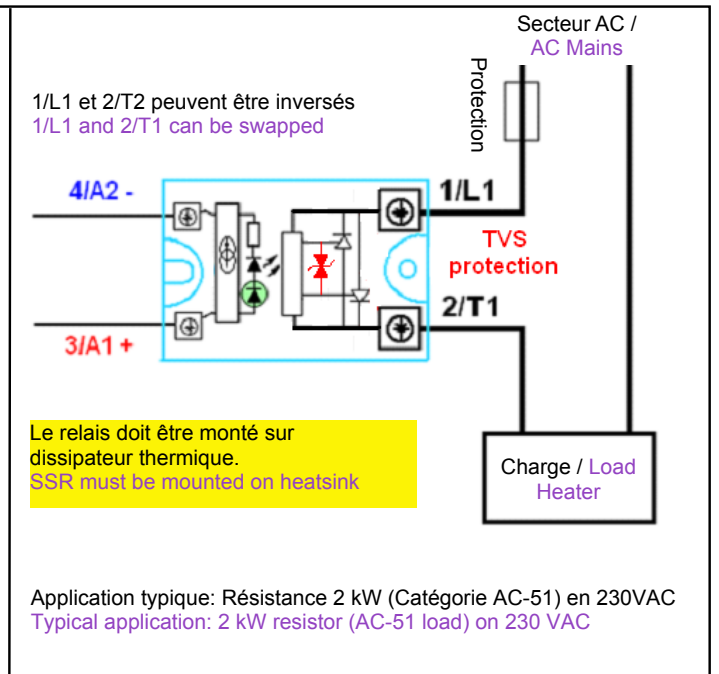 Secteur AC /
AC Mains
Protection
1/L1 et 2/T2 peuvent être inversés
1/L1 and 2/T1 can be swapped
4/A2 -
1/L1
TVS
protection
2/T1
3/A1 +
Le relais doit être monté sur
dissipateur thermique.
SSR must be mounted on heatsink
Charge / Load
Heater
Application typique: Résistance 2 kW (Catégorie AC-51) en 230VAC
Typical application: 2 kW resistor (AC-51 load) on 230 VAC